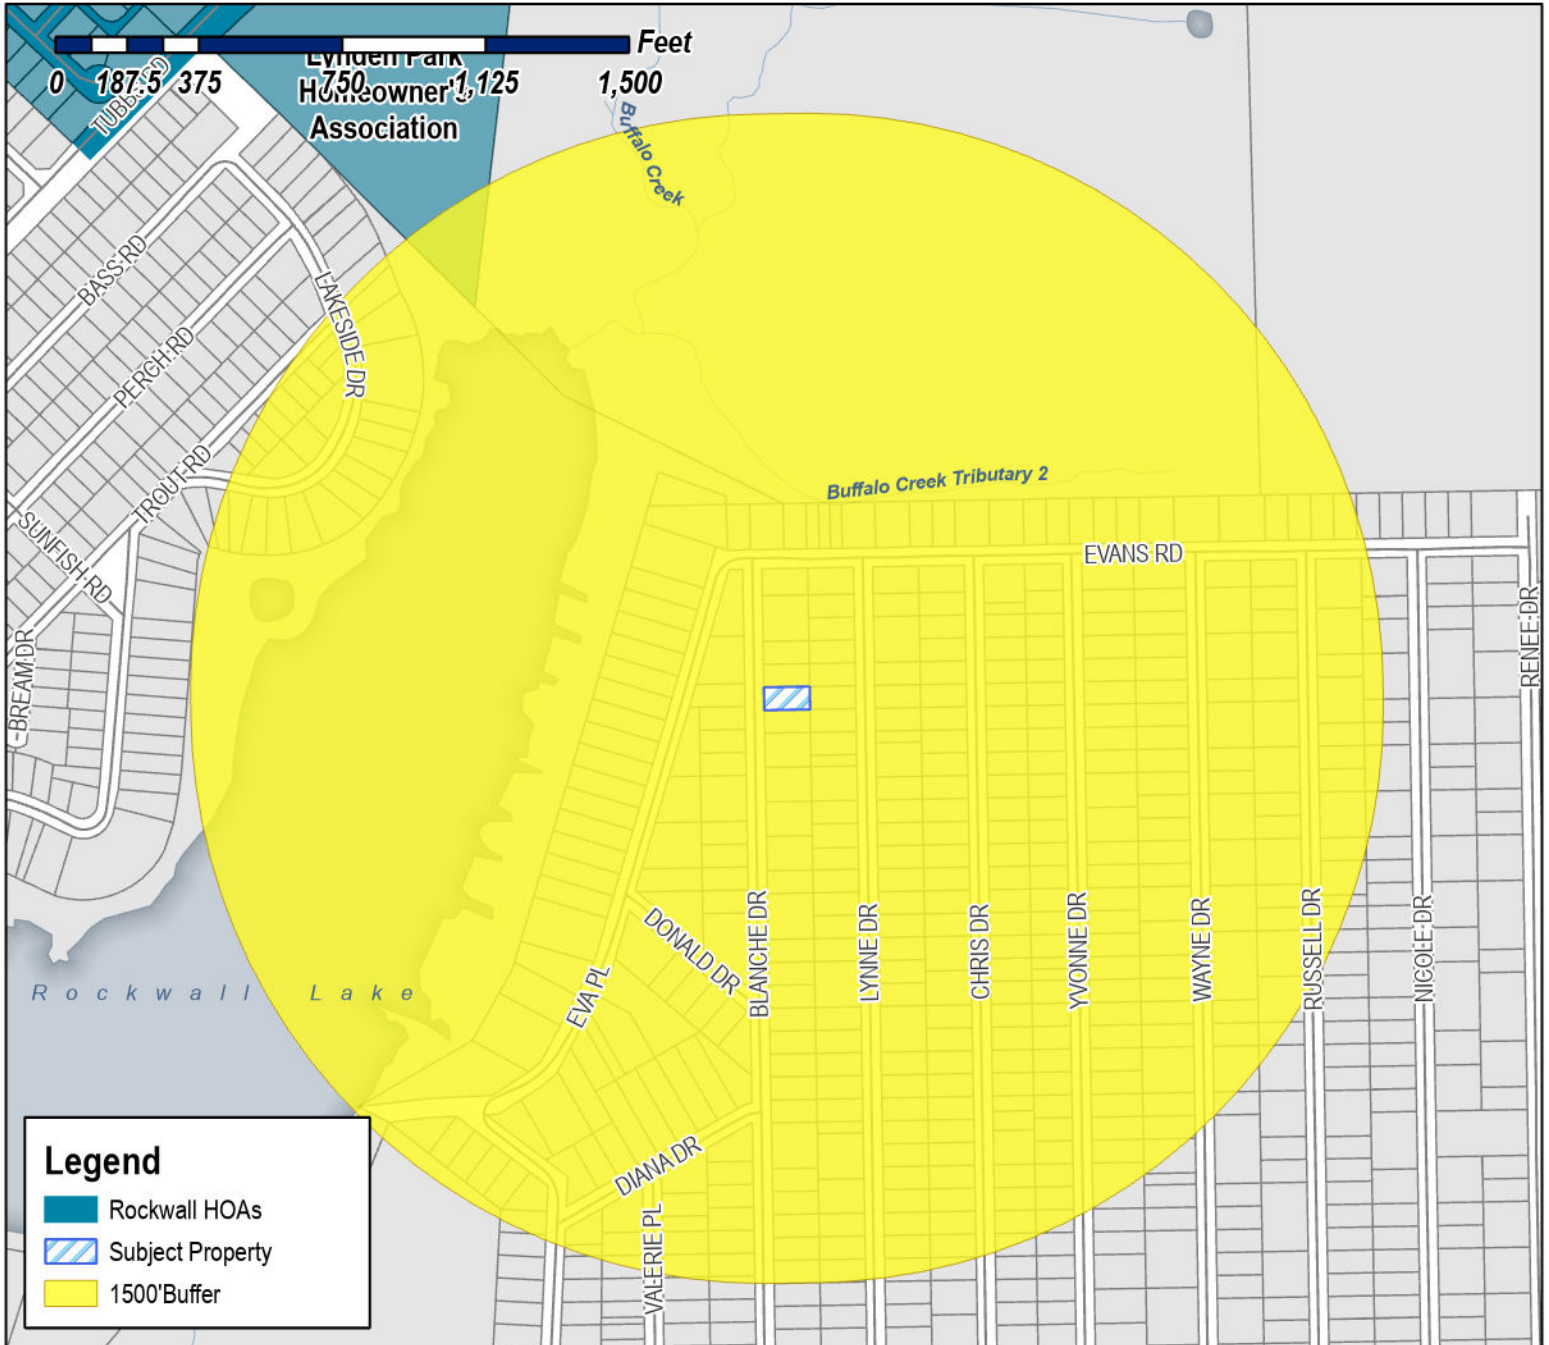 Feet
0 187.5 375 750 1,125 1,500
TUBBS RD
Lynden Park
Homeowner's
Association
Buffalo Creek
BASS RD
LAKESIDE DR
PERCH RD
TROUT RD
SUNFISH RD
BREAM DR
Buffalo Creek Tributary 2
EVANS RD
RENEE DR
DONALD DR
BLANCHE DR
LYNNE DR
CHRIS DR
YVONNE DR
WAYNE DR
RUSSELL DR
NICOLE DR
EVA PL
Rockwall Lake
DIANA DR
VALERIE PL
Legend
Rockwall HOAs
Subject Property
1500'Buffer